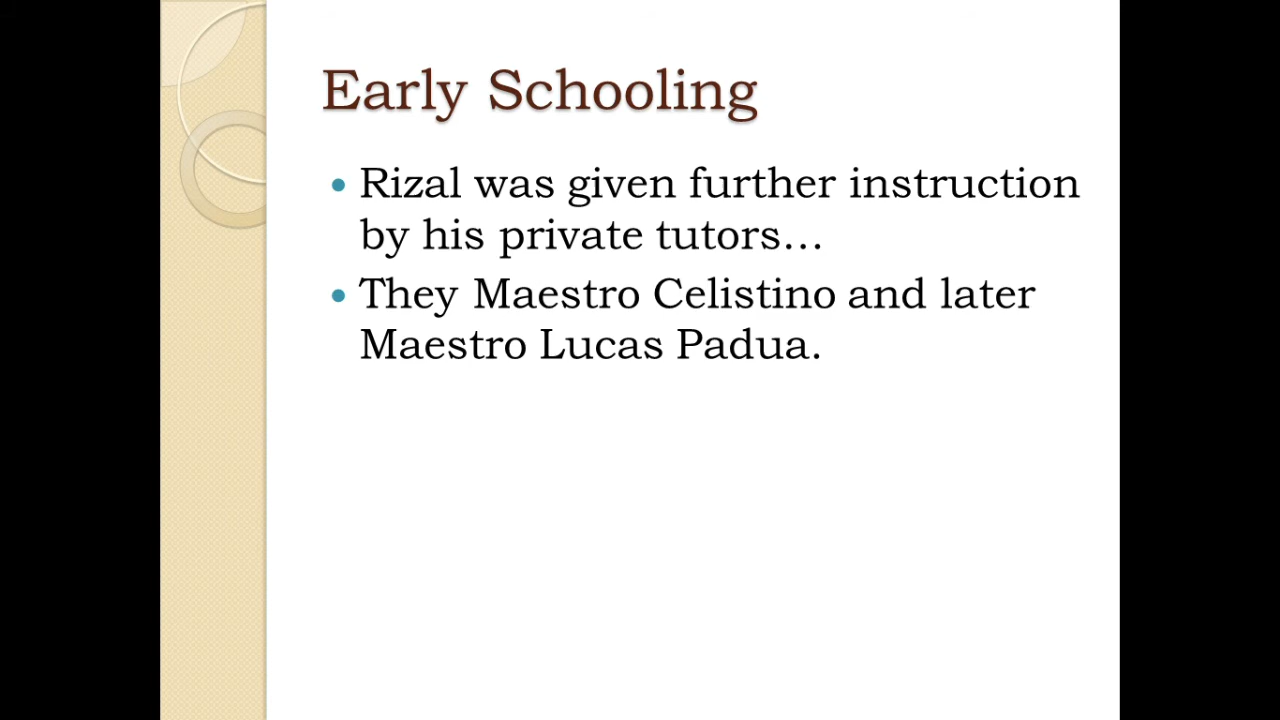 Early Schooling
Rizal was given further instruction
by his private tutors…
They Maestro Celistino and later
Maestro Lucas Padua.